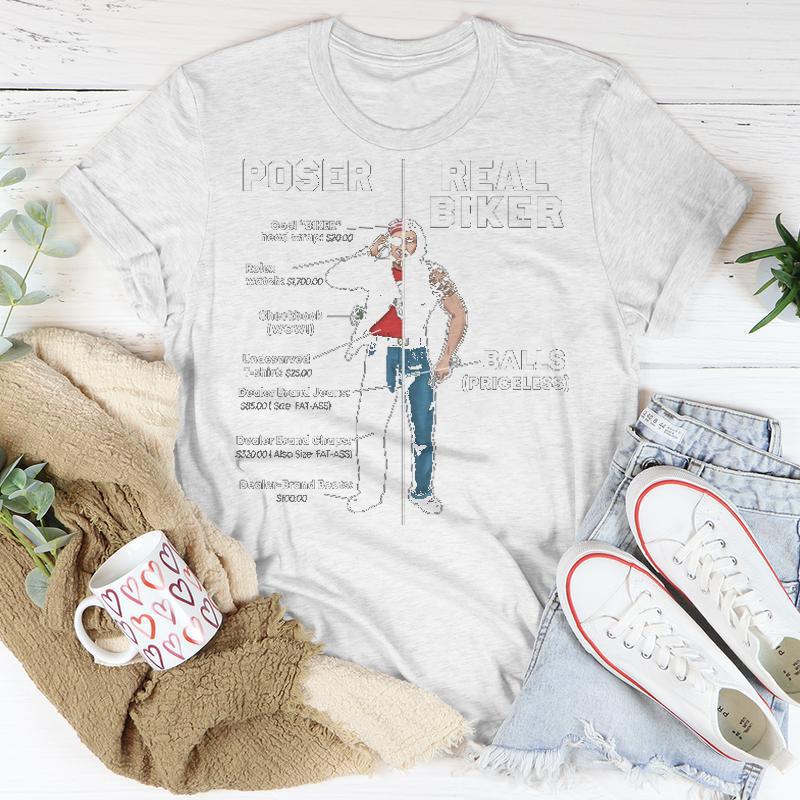 POSER
REAL
BIKER
Cool "BIKER"
head wrap: $20.00
Rolex
watch: $1,700.00
Checkbook
(WOW!)
Undeserved
T-shirt: $25.00
Dealer Brand Jeans:
$85.00 ( Size FAT-ASS)
Dealer Brand Chaps:
$320.00 ( Also Size FAT-ASS)
Dealer-Brand Boots:
$100.00
BALLS
(PRICELESS)